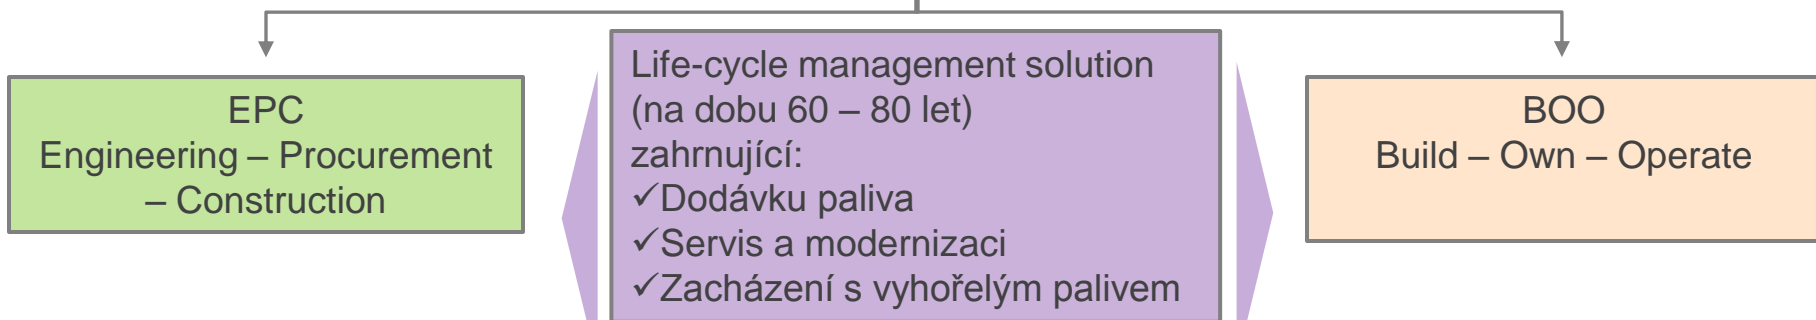 EPC
Engineering – Procurement
– Construction
Life-cycle management solution
(na dobu 60 – 80 let)
zahrnující:
✓Dodávku paliva
✓Servis a modernizaci
✓Zacházení s vyhořelým palivem
BOO
Build – Own – Operate